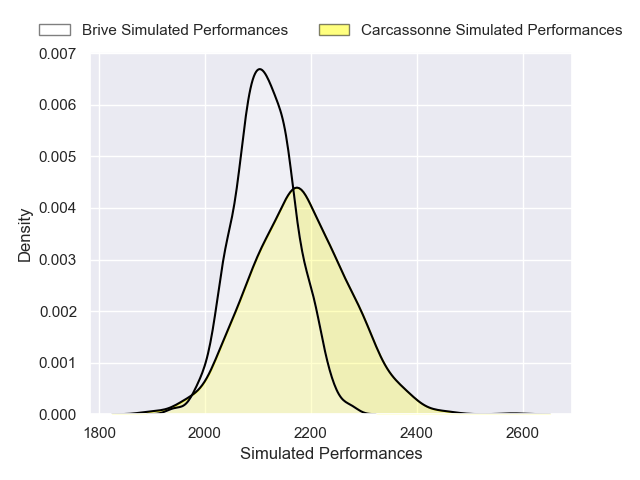 Brive Simulated Performances Carcassonne Simulated Performances
0.007
0.006
0.005
0.004
0.003
0.002
0.001
0.000
Density
1800 2000 2200 2400 2600
Simulated Performances